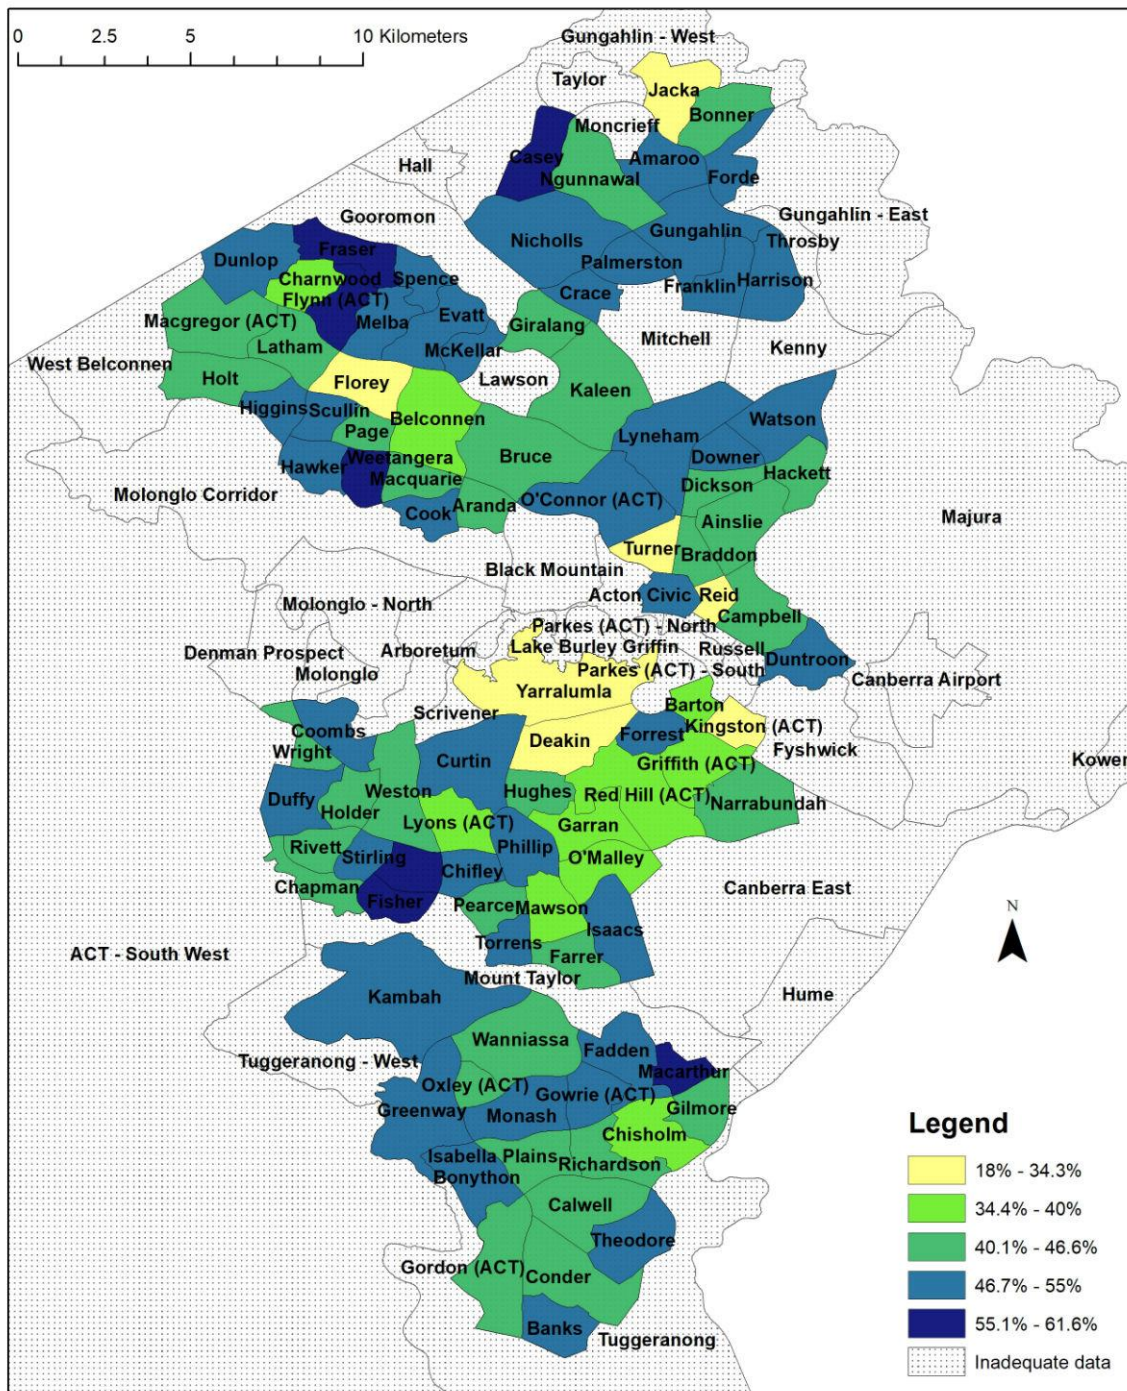 0 2.5 5 10 Kilometers
Gungahlin - West
Taylor
Jacka
Bonner
Moncrieff
Casey
Amaroo
Hall
Ngunnawal
Forde
Gooromon
Gungahlin - East
Nicholls
Gungahlin
Throsby
Fraser
Dunlop
Palmerston
Charnwood
Spence
Franklin
Harrison
Flynn (ACT)
Crace
Macgregor (ACT)
Melba
Evatt
Giralang
Mitchell
Latham
McKellar
Kenny
West Belconnen
Holt
Florey
Lawson
Kaleen
Higgins
Scullin
Belconnen
Watson
Page
Lyneham
Hawker
Weetangera
Bruce
Downer
Hackett
Macquarie
Dickson
Molonglo Corridor
Cook
Aranda
O'Connor (ACT)
Majura
Ainslie
Turner
Braddon
Black Mountain
Acton
Civic
Reid
Molonglo - North
Campbell
Parkes (ACT) - North
Denman Prospect
Arboretum
Lake Burley Griffin
Russell
Duntroon
Molonglo
Parkes (ACT) - South
Canberra Airport
Yarralumla
Scrivener
Barton
Coombs
Deakin
Forrest
Kingston (ACT)
Wright
Fyshwick
Kower
Curtin
Griffith (ACT)
Duffy
Weston
Hughes
Red Hill (ACT)
Narrabundah
Holder
Lyons (ACT)
Garran
Rivett
Stirling
Phillip
O'Malley
Chapman
Chifley
Fisher
Canberra East
N
Pearce
Mawson
Isaacs
Torrens
Farrer
ACT - South West
Mount Taylor
Kambah
Hume
Wanniassa
Fadden
Tuggeranong - West
Macarthur
Oxley (ACT)
Gowrie (ACT)
Greenway
Monash
Gilmore
Chisholm
Isabella Plains
Richardson
Bonython
Calwell
Theodore
Gordon (ACT)
Conder
Banks
Tuggeranong
Legend
18% - 34.3%
34.4% - 40%
40.1% - 46.6%
46.7% - 55%
55.1% - 61.6%
Inadequate data